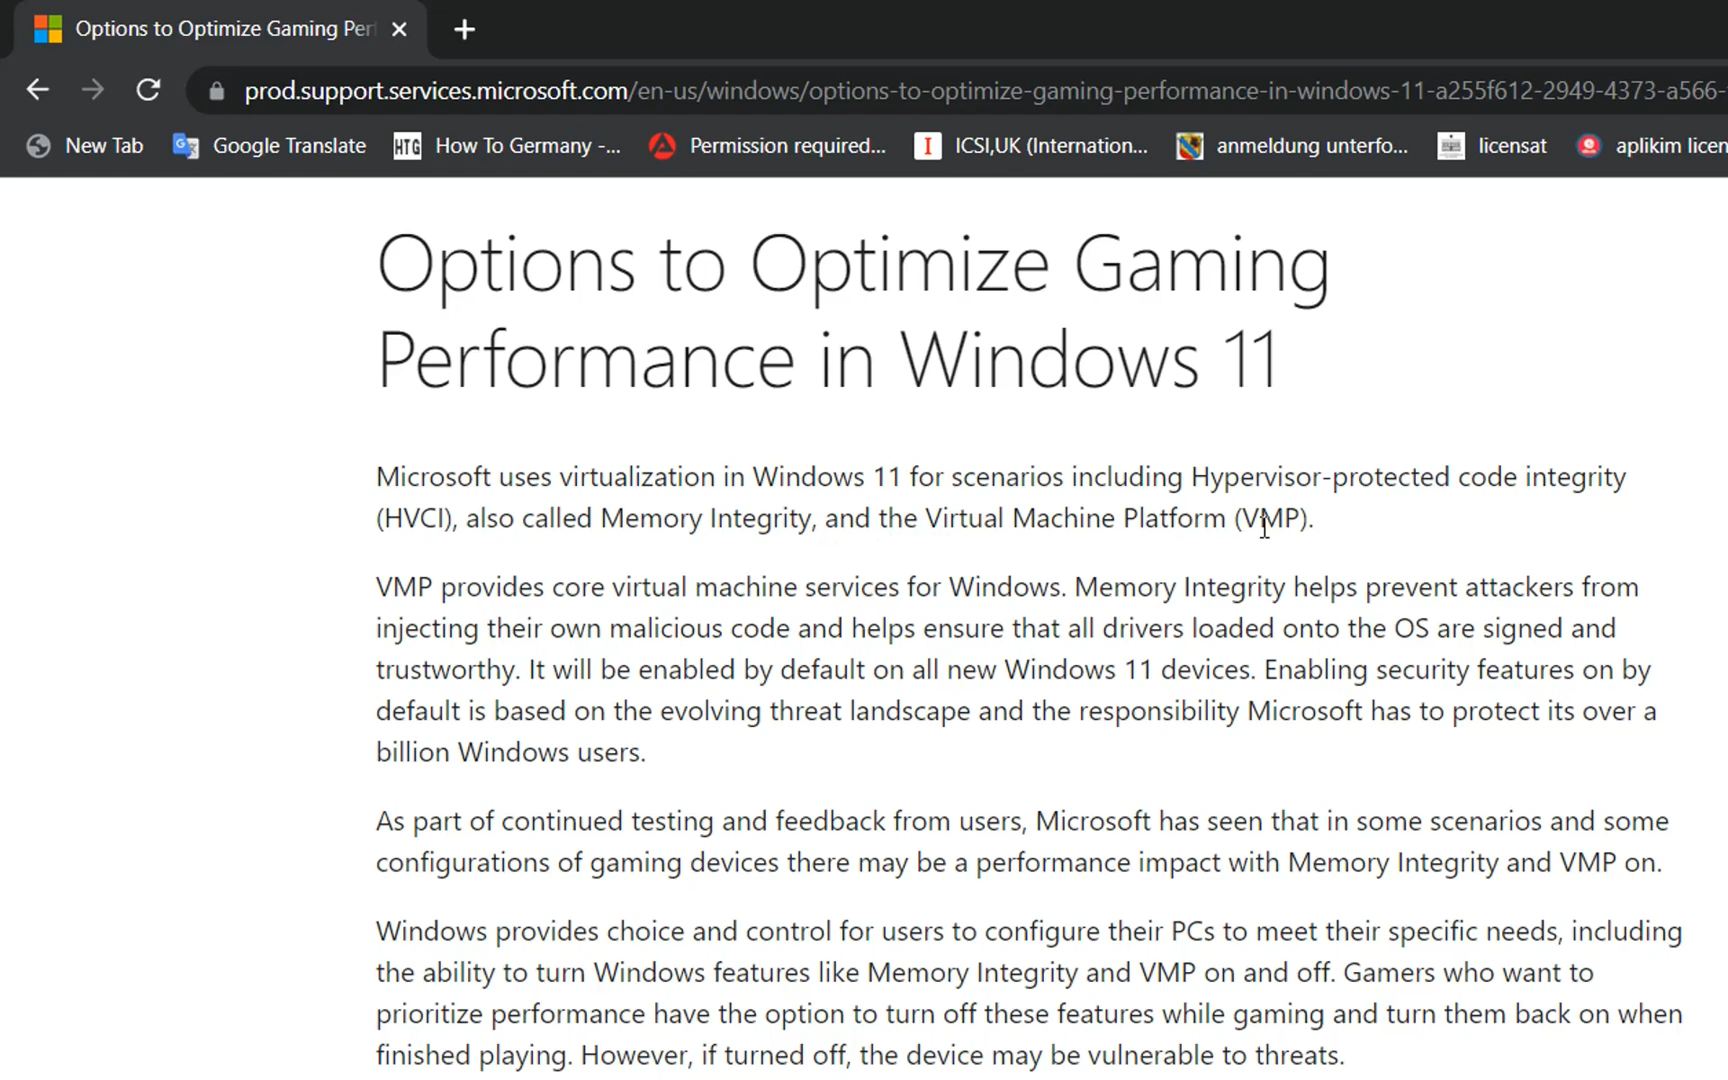 Options to Optimize Gaming Per
prod.support.services.microsoft.com/en-us/windows/options-to-optimize-gaming-performance-in-windows-11-a255f612-2949-4373-a566-
New Tab
Google Translate
HTG How To Germany -...
Permission required...
I ICSI,UK (Internation...
anmeldung unterfo...
licensat
aplikim licen
Options to Optimize Gaming
Performance in Windows 11
Microsoft uses virtualization in Windows 11 for scenarios including Hypervisor-protected code integrity
(HVCI), also called Memory Integrity, and the Virtual Machine Platform (VMP).
VMP provides core virtual machine services for Windows. Memory Integrity helps prevent attackers from
injecting their own malicious code and helps ensure that all drivers loaded onto the OS are signed and
trustworthy. It will be enabled by default on all new Windows 11 devices. Enabling security features on by
default is based on the evolving threat landscape and the responsibility Microsoft has to protect its over a
billion Windows users.
As part of continued testing and feedback from users, Microsoft has seen that in some scenarios and some
configurations of gaming devices there may be a performance impact with Memory Integrity and VMP on.
Windows provides choice and control for users to configure their PCs to meet their specific needs, including
the ability to turn Windows features like Memory Integrity and VMP on and off. Gamers who want to
prioritize performance have the option to turn off these features while gaming and turn them back on when
finished playing. However, if turned off, the device may be vulnerable to threats.